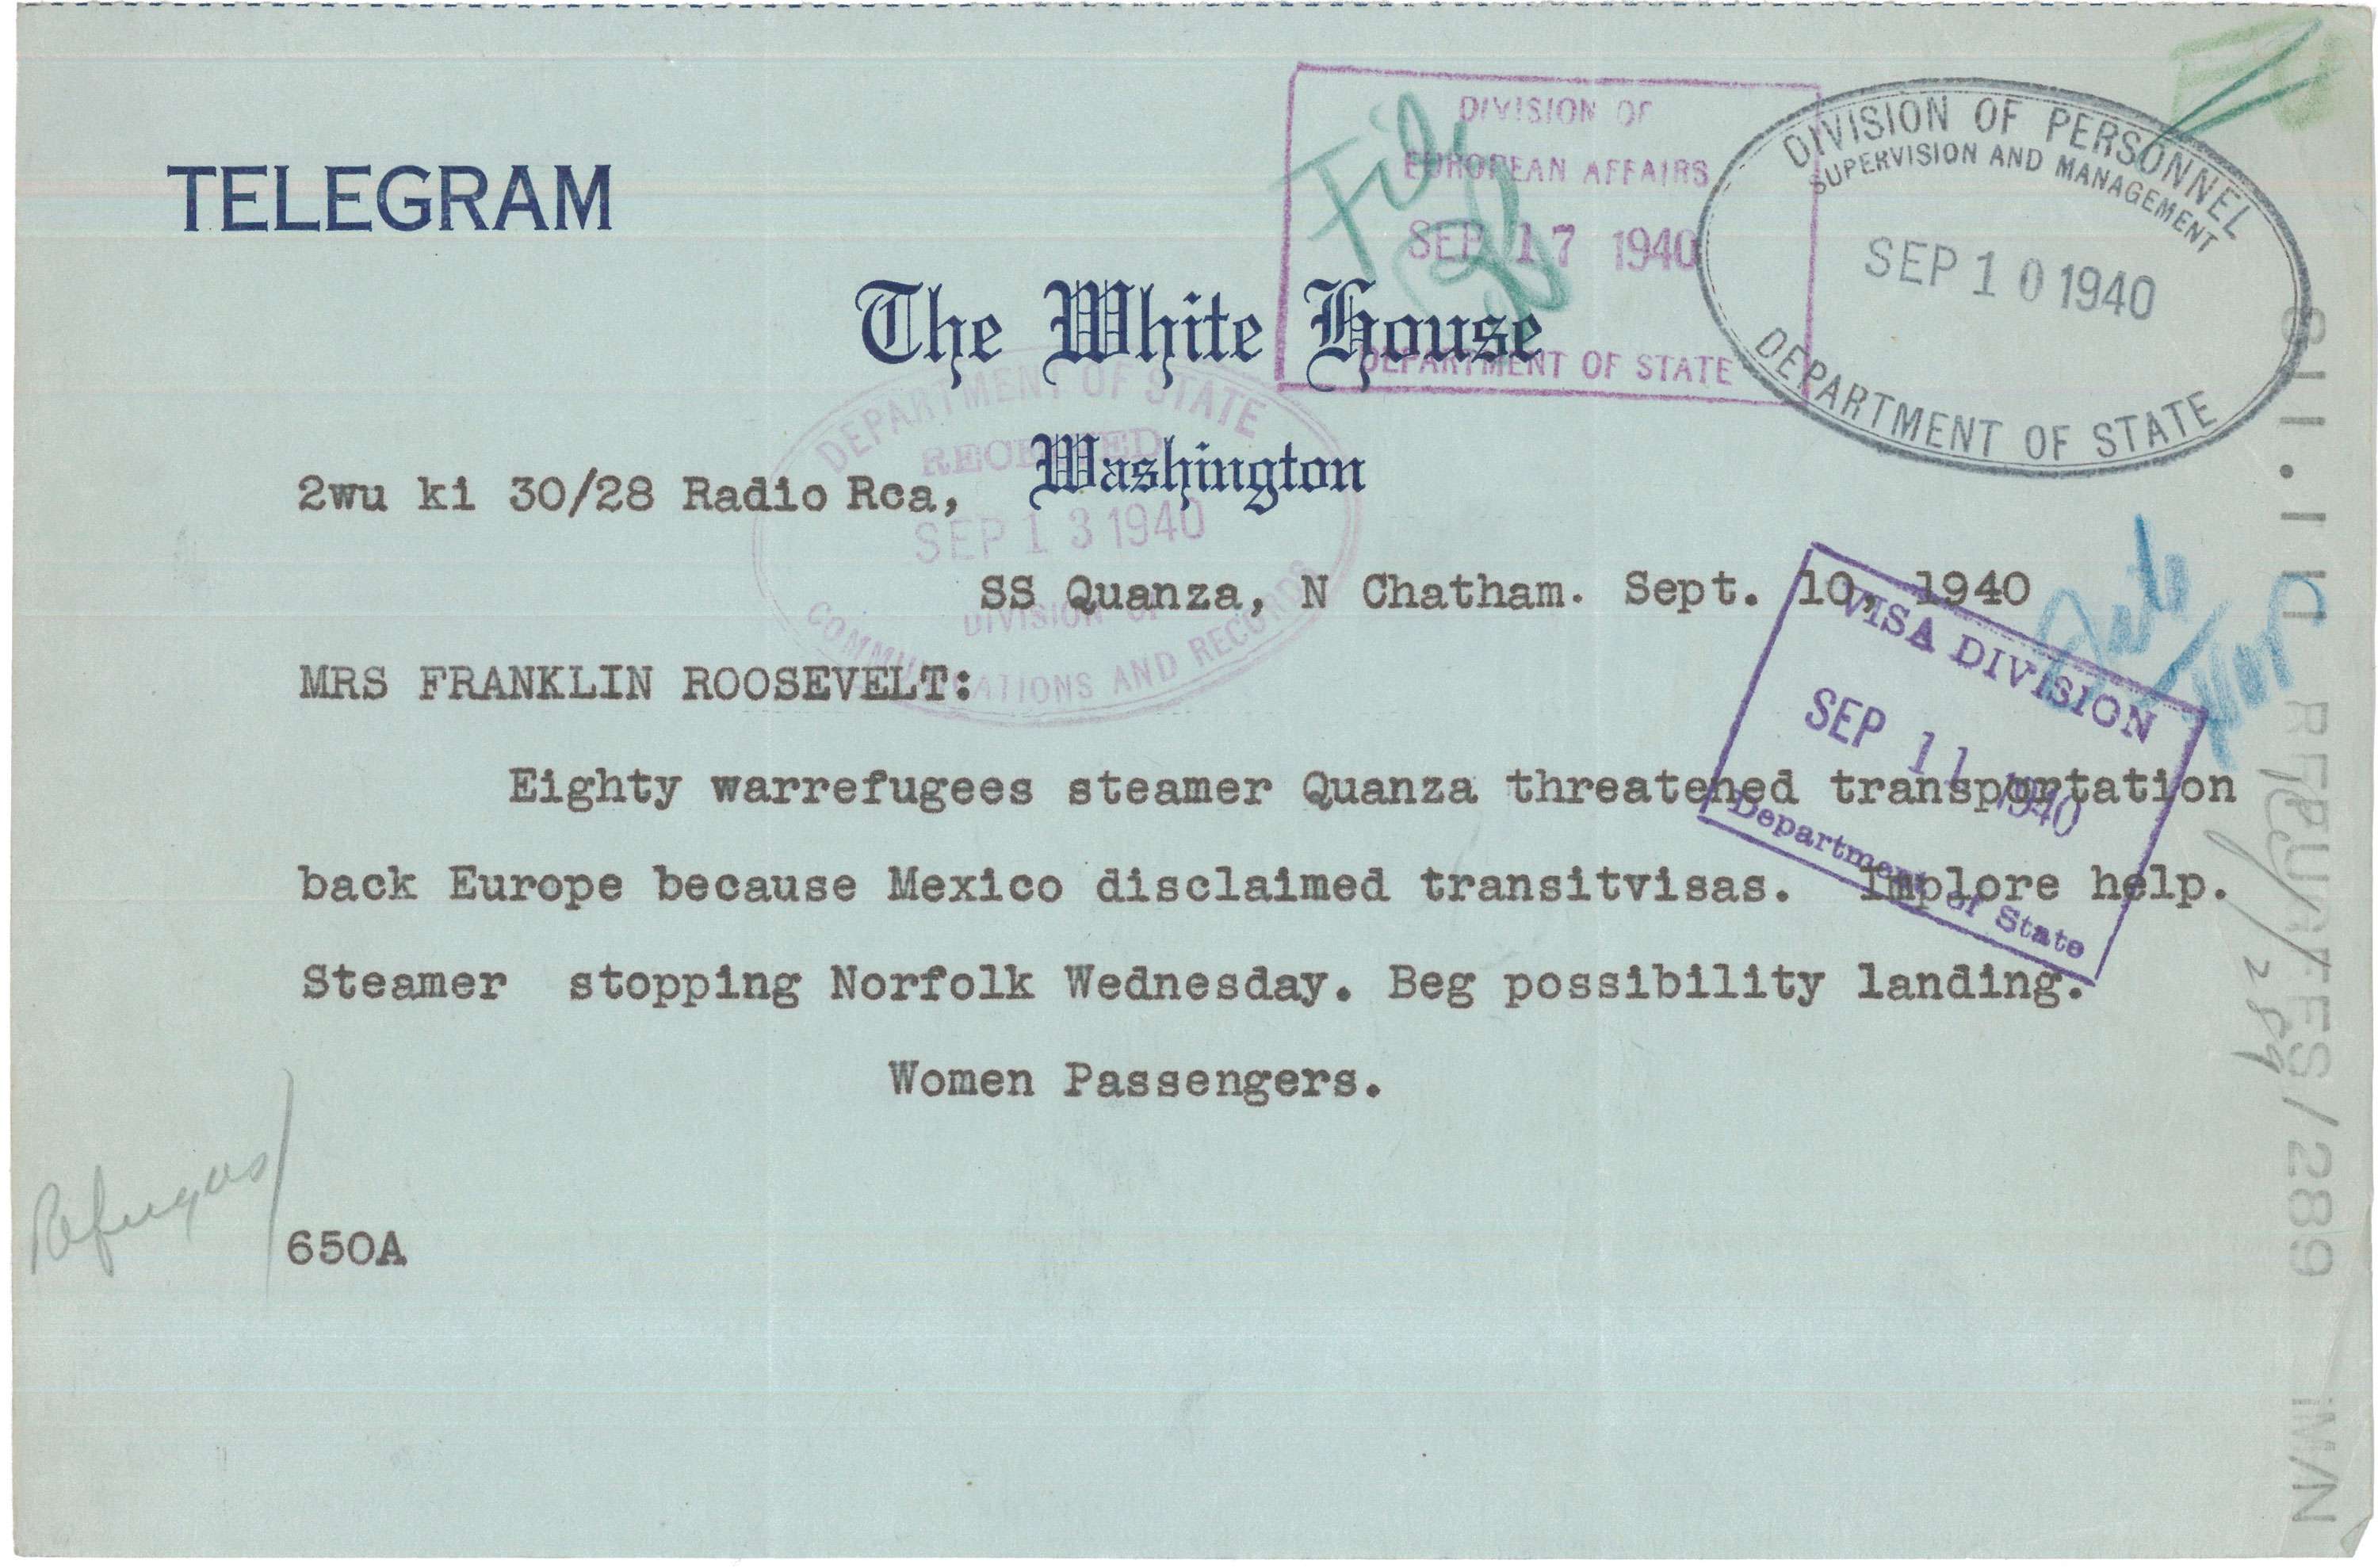 TELEGRAM
The White House
Washington
DIVISION OF
EUROPEAN AFFAIRS
SEP 17 1940
DEPARTMENT OF STATE
File
DIVISION OF PERSONNEL
SUPERVISION AND MANAGEMENT
SEP 10 1940
DEPARTMENT OF STATE
DEPARTMENT OF STATE
RECEIVED
SEP 13 1940
DIVISION OF
COMMUNICATIONS AND RECORDS
2wu ki 30/28 Radio Rca,
SS Quanza, N Chatham. Sept. 10, 1940
VISA DIVISION
SEP 11 1940
Department of State
MRS FRANKLIN ROOSEVELT:
Eighty warrefugees steamer Quanza threatened transportation
back Europe because Mexico disclaimed transitvisas. Implore help.
Steamer stopping Norfolk Wednesday. Beg possibility landing.
Women Passengers.
Refugees
650A
REFUGEES/289